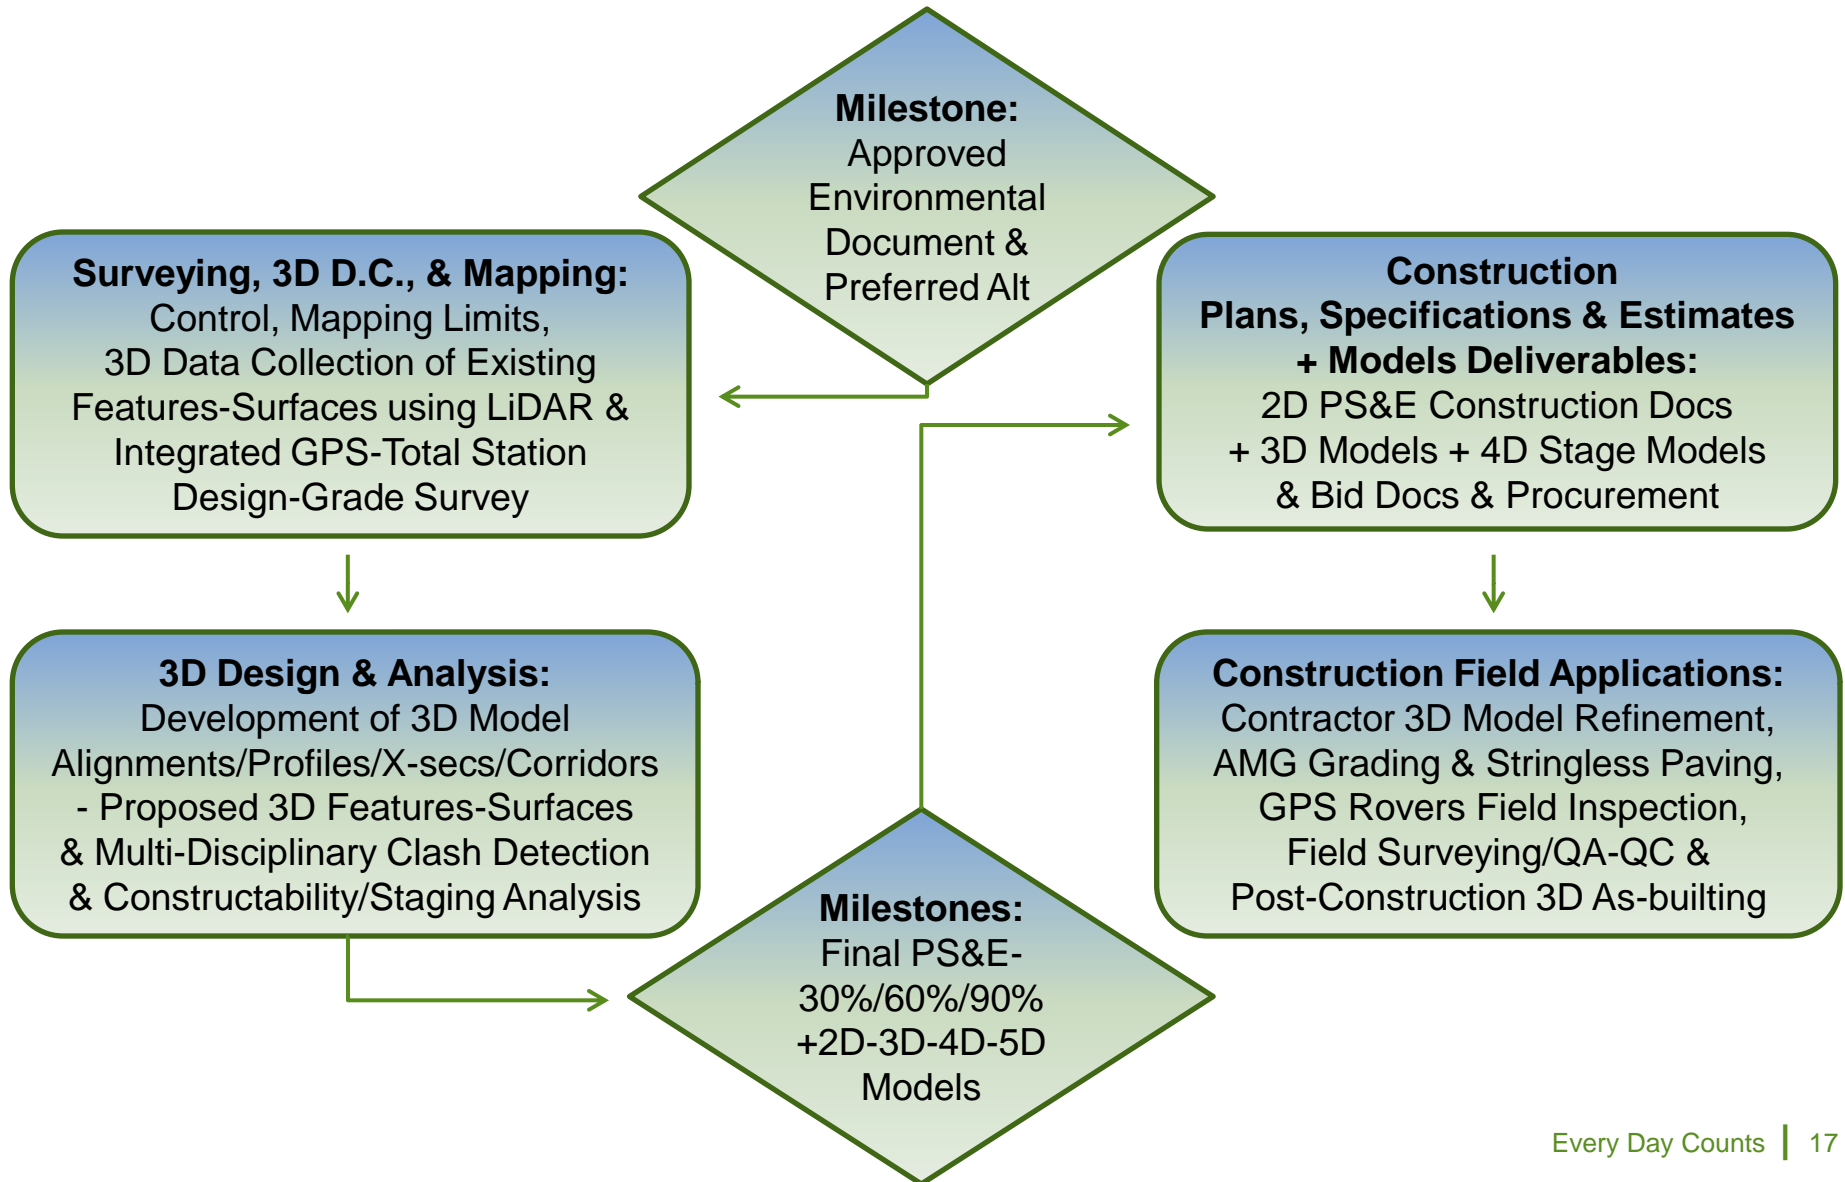 Milestone:
Approved
Environmental
Document &
Preferred Alt
Surveying, 3D D.C., & Mapping:
Control, Mapping Limits,
3D Data Collection of Existing
Features-Surfaces using LiDAR &
Integrated GPS-Total Station
Design-Grade Survey
3D Design & Analysis:
Development of 3D Model
Alignments/Profiles/X-secs/Corridors
- Proposed 3D Features-Surfaces
& Multi-Disciplinary Clash Detection
& Constructability/Staging Analysis
Milestones:
Final PS&E-
30%/60%/90%
+2D-3D-4D-5D
Models
Construction
Plans, Specifications & Estimates
+ Models Deliverables:
2D PS&E Construction Docs
+ 3D Models + 4D Stage Models
& Bid Docs & Procurement
Construction Field Applications:
Contractor 3D Model Refinement,
AMG Grading & Stringless Paving,
GPS Rovers Field Inspection,
Field Surveying/QA-QC &
Post-Construction 3D As-builting
Every Day Counts 17